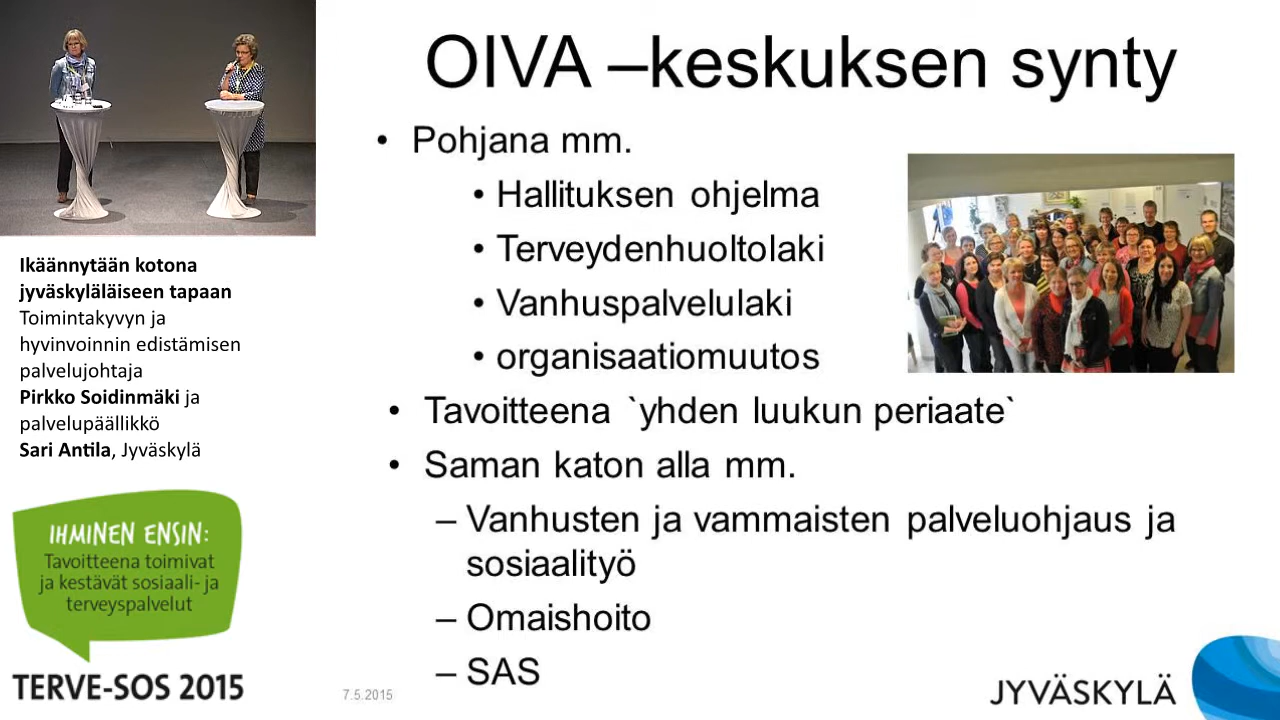 OIVA –keskuksen synty
• Pohjana mm.
• Hallituksen ohjelma
• Terveydenhuoltolaki
• Vanhuspalvelulaki
• organisaatiomuutos
• Tavoitteena `yhden luukun periaate`
• Saman katon alla mm.
– Vanhusten ja vammaisten palveluohjaus ja
sosiaalityö
– Omaishoito
– SAS
7.5.2015
JYVÄSKYLÄ
Ikäännytään kotona
jyväskyläläiseen tapaan
Toimintakyvyn ja
hyvinvoinnin edistämisen
palvelujohtaja
Pirkko Soidinmäki ja
palvelupäällikkö
Sari Antila, Jyväskylä
IHMINEN ENSIN:
Tavoitteena toimivat
ja kestävät sosiaali- ja
terveyspalvelut
TERVE-SOS 2015